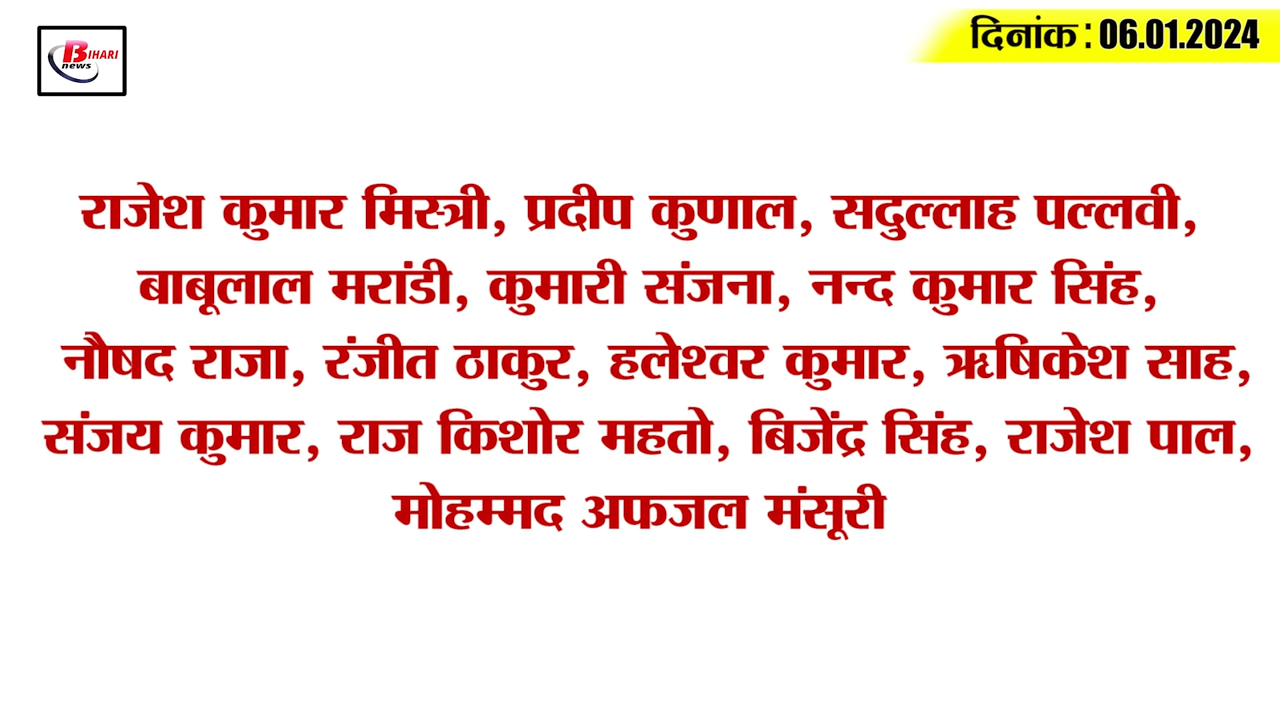 BIHARI
news
दिनांक : 06.01.2024
राजेश कुमार मिस्त्री, प्रदीप कुणाल, सदुल्लाह पल्लवी,
बाबूलाल मरांडी, कुमारी संजना, नन्द कुमार सिंह,
नौषद राजा, रंजीत ठाकुर, हलेश्वर कुमार, ऋषिकेश साह,
संजय कुमार, राज किशोर महतो, बिजेंद्र सिंह, राजेश पाल,
मोहम्मद अफजल मंसूरी